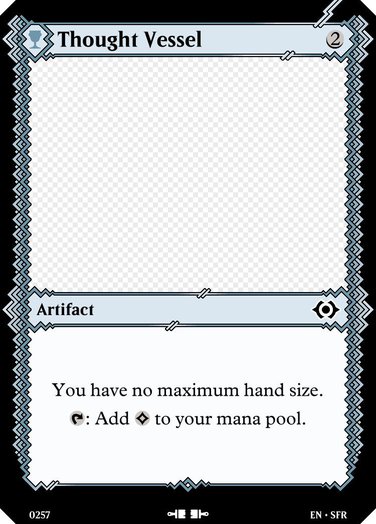 Thought Vessel 2
Artifact
You have no maximum hand size.
: Add to your mana pool.
0257 EN • SFR